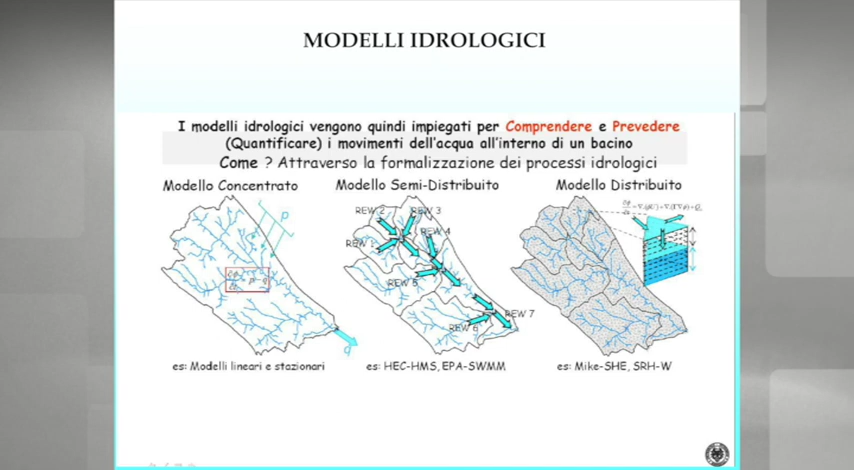 MODELLI IDROLOGICI
I modelli idrologici vengono quindi impiegati per Comprendere e Prevedere
(Quantificare) i movimenti dell'acqua all'interno di un bacino
Come ? Attraverso la formalizzazione dei processi idrologici
Modello Concentrato Modello Semi-Distribuito Modello Distribuito
p
REW 2 REW 3
REW 4
REW 1
REW 5
REW 7
REW 6
q
es: Modelli lineari e stazionari es: HEC-HMS, EPA-SWMM es: Mike-SHE, SRH-W